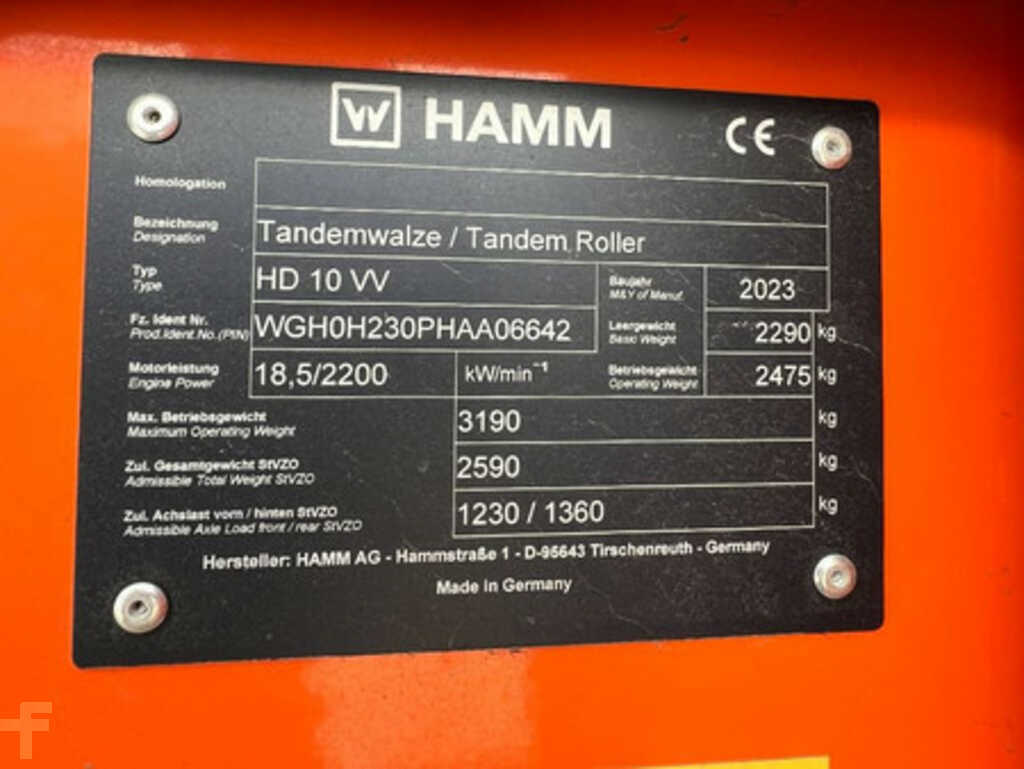 W HAMM CE
Homologation
Bezeichnung
Designation
Tandemwalze / Tandem Roller
Typ
Type
HD 10 VV
Baujahr
M&Y of Manuf.
2023
Fz. Ident Nr.
Prod.Ident.No.(PIN)
WGH0H230PHAA06642
Leergewicht
Basic Weight
2290 kg
Motorleistung
Engine Power
18,5/2200 kW/min⁻¹
Betriebsgewicht
Operating Weight
2475 kg
Max. Betriebsgewicht
Maximum Operating Weight
3190 kg
Zul. Gesamtgewicht StVZO
Admissible Total Weight StVZO
2590 kg
Zul. Achslast vorn / hinten StVZO
Admissible Axle Load front / rear StVZO
1230 / 1360 kg
Hersteller: HAMM AG - Hammstraße 1 - D-95643 Tirschenreuth - Germany
Made in Germany
f